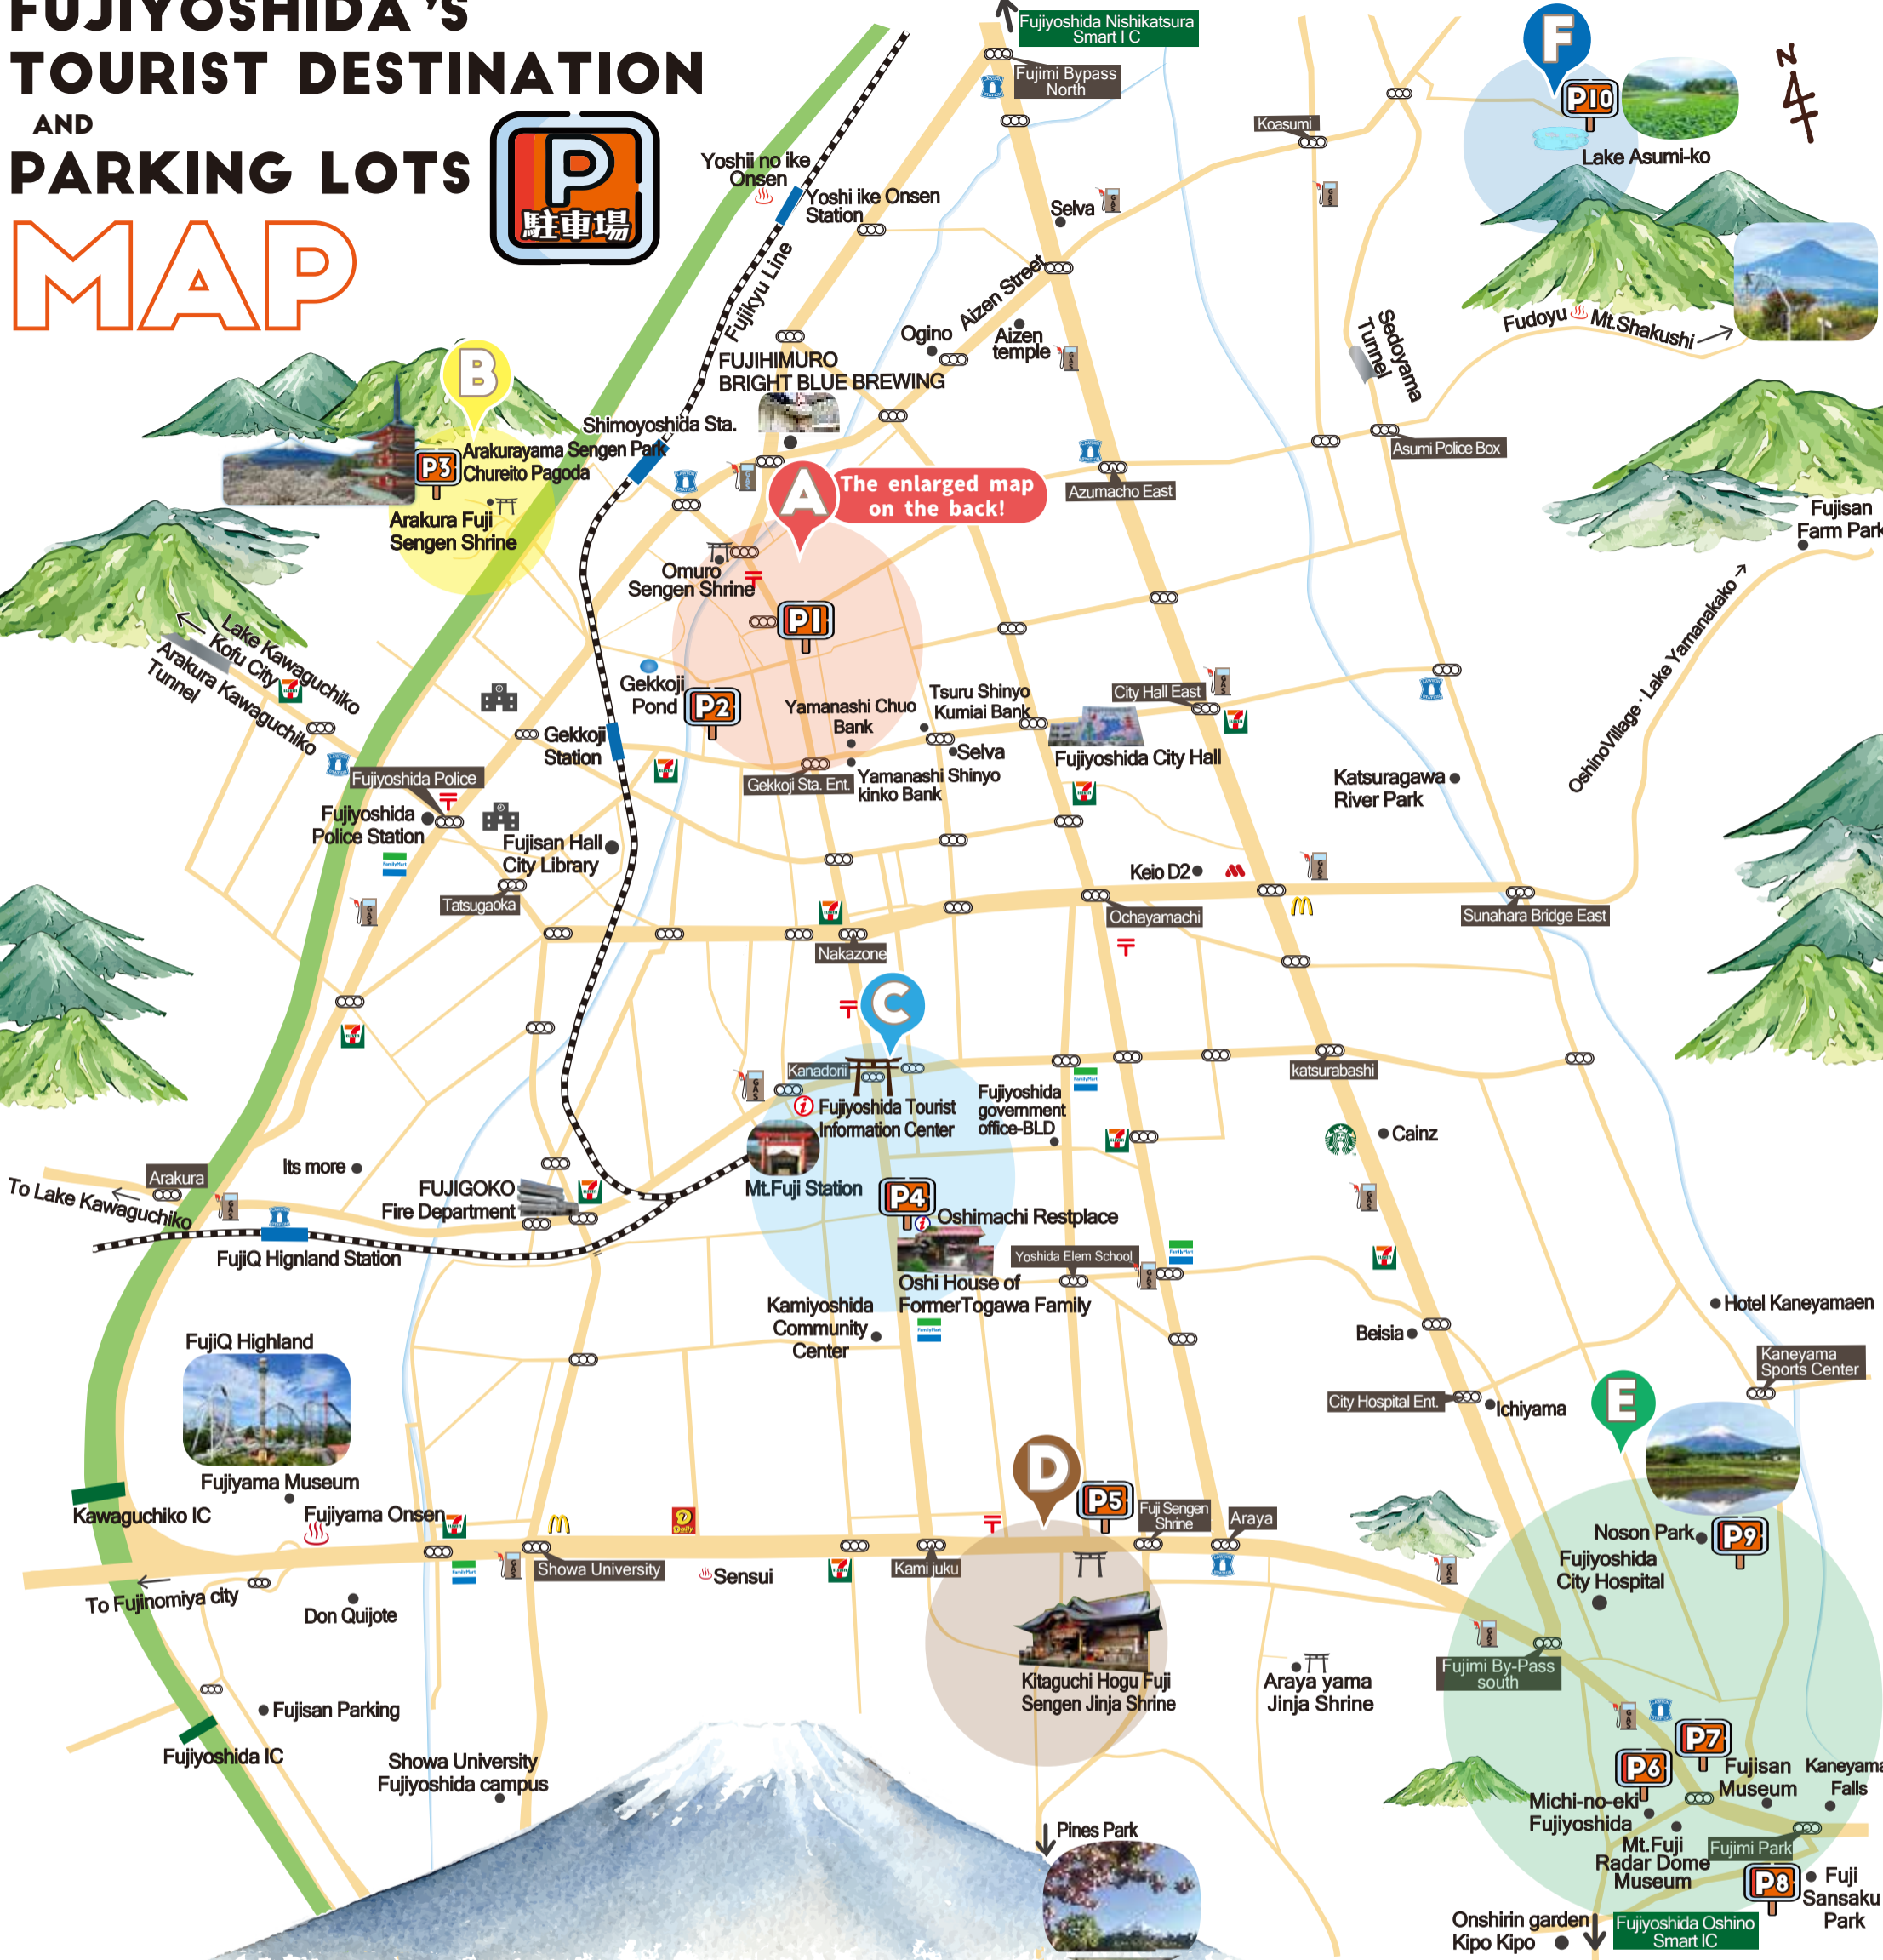 FUJIYOSHIDA'S
TOURIST DESTINATION
AND
PARKING LOTS
MAP
P
駐車場
Fujiyoshida Nishikatsura
Smart I C
Fujimi Bypass
North
F
P10
Lake Asumi-ko
N
Koasumi
Yoshii no ike
Onsen
Yoshi ike Onsen
Station
Selva
Fujikyu Line
Aizen Street
Ogino
Aizen
temple
Sedoyama
Tunnel
Fudoyu
Mt.Shakushi
FUJIHIMURO
BRIGHT BLUE BREWING
B
Shimoyoshida Sta.
P3
Arakurayama Sengen Park
Chureito Pagoda
Arakura Fuji
Sengen Shrine
A
The enlarged map
on the back!
Azumacho East
Asumi Police Box
Fujisan
Farm Park
Omuro
Sengen Shrine
P1
Lake Kawaguchiko
Kofu City
Arakura Kawaguchiko
Tunnel
OshinoVillage · Lake Yamanakako
Gekkoji
Pond
P2
Yamanashi Chuo
Bank
Tsuru Shinyo
Kumiai Bank
City Hall East
Gekkoji
Station
Selva
Fujiyoshida City Hall
Gekkoji Sta. Ent.
Yamanashi Shinyo
kinko Bank
Katsuragawa
River Park
Fujiyoshida Police
Fujiyoshida
Police Station
Fujisan Hall
City Library
Tatsugaoka
Keio D2
Ochayamachi
Sunahara Bridge East
Nakazone
C
Kanadorii
katsurabashi
Fujiyoshida Tourist
Information Center
Fujiyoshida
government
office-BLD
Cainz
Mt.Fuji Station
Its more
Arakura
To Lake Kawaguchiko
FUJIGOKO
Fire Department
P4
Oshimachi Restplace
FujiQ Hignland Station
Yoshida Elem School
Oshi House of
FormerTogawa Family
Kamiyoshida
Community
Center
Hotel Kaneyamaen
Beisia
Kaneyama
Sports Center
FujiQ Highland
City Hospital Ent.
Ichiyama
E
Fujiyama Museum
Fujiyama Onsen
Kawaguchiko IC
D
P5
Fuji Sengen
Shrine
Araya
Noson Park
P9
Fujiyoshida
City Hospital
Showa University
Sensui
Kami juku
To Fujinomiya city
Don Quijote
Fujimi By-Pass
south
Kitaguchi Hogu Fuji
Sengen Jinja Shrine
Araya yama
Jinja Shrine
Fujisan Parking
Fujiyoshida IC
Showa University
Fujiyoshida campus
P7
P6
Fujisan
Museum
Kaneyama
Falls
Michi-no-eki
Fujiyoshida
Mt.Fuji
Radar Dome
Museum
Fujimi Park
Pines Park
P8
Fuji
Sansaku
Park
Onshirin garden
Kipo Kipo
Fujiyoshida Oshino
Smart IC